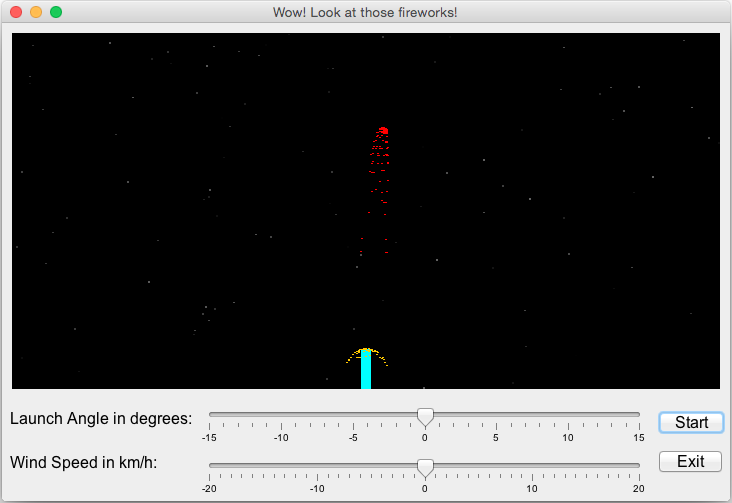 Wow! Look at those fireworks!
Launch Angle in degrees:
-15 -10 -5 0 5 10 15
Start
Wind Speed in km/h:
-20 -10 0 10 20
Exit